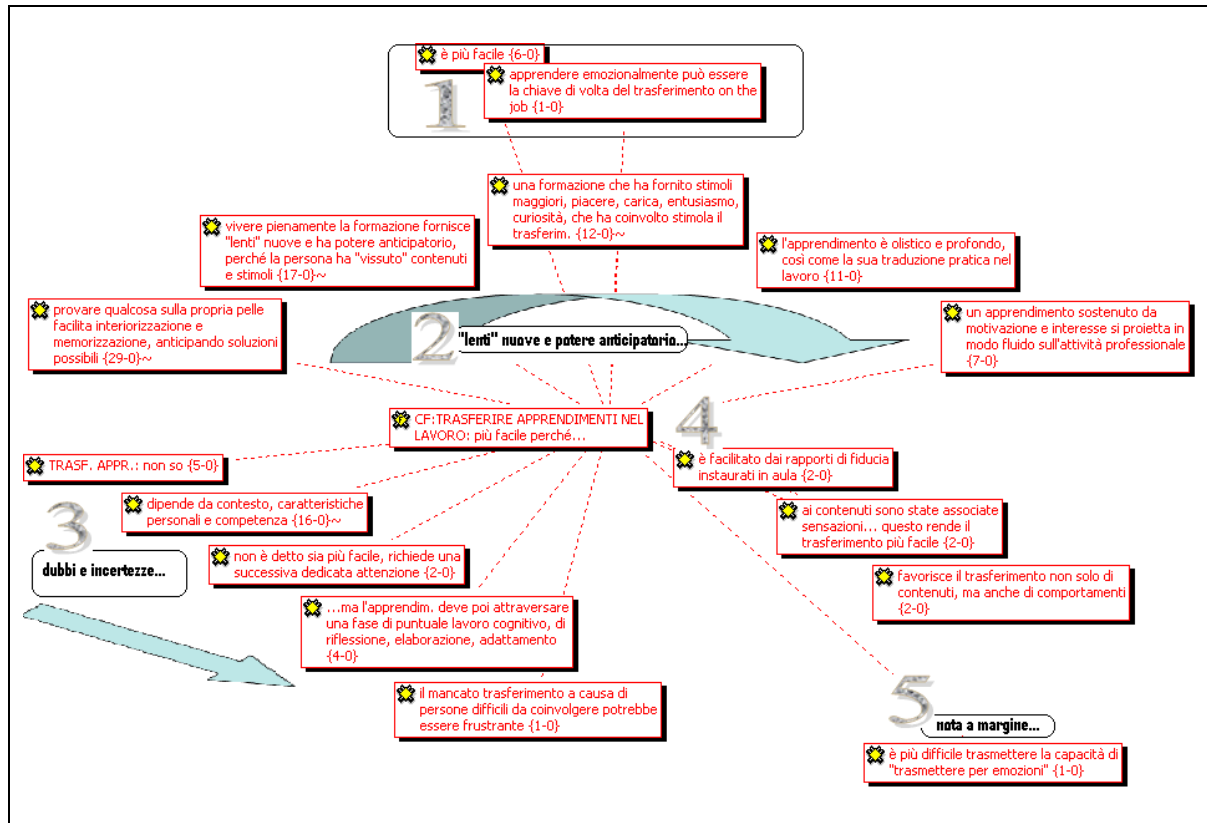 è più facile {6-0}
1
apprendere emozionalmente può essere
la chiave di volta del trasferimento on the
job {1-0}
una formazione che ha fornito stimoli
maggiori, piacere, carica, entusiasmo,
curiosità, che ha coinvolto stimola il
trasferim. {12-0}~
vivere pienamente la formazione fornisce
"lenti" nuove e ha potere anticipatorio,
perché la persona ha "vissuto" contenuti
e stimoli {17-0}~
l'apprendimento è olistico e profondo,
così come la sua traduzione pratica nel
lavoro {11-0}
provare qualcosa sulla propria pelle
facilita interiorizzazione e
memorizzazione, anticipando soluzioni
possibili {29-0}~
2
"lenti" nuove e potere anticipatorio...
un apprendimento sostenuto da
motivazione e interesse si proietta in
modo fluido sull'attività professionale
{7-0}
CF:TRASFERIRE APPRENDIMENTI NEL
LAVORO: più facile perché...
4
è facilitato dai rapporti di fiducia
instaurati in aula {2-0}
TRASF. APPR.: non so {5-0}
dipende da contesto, caratteristiche
personali e competenza {16-0}~
ai contenuti sono state associate
sensazioni... questo rende il
trasferimento più facile {2-0}
3
dubbi e incertezze...
non è detto sia più facile, richiede una
successiva dedicata attenzione {2-0}
favorisce il trasferimento non solo di
contenuti, ma anche di comportamenti
{2-0}
...ma l'apprendim. deve poi attraversare
una fase di puntuale lavoro cognitivo, di
riflessione, elaborazione, adattamento
{4-0}
il mancato trasferimento a causa di
persone difficili da coinvolgere potrebbe
essere frustrante {1-0}
5
nota a margine...
è più difficile trasmettere la capacità di
"trasmettere per emozioni" {1-0}